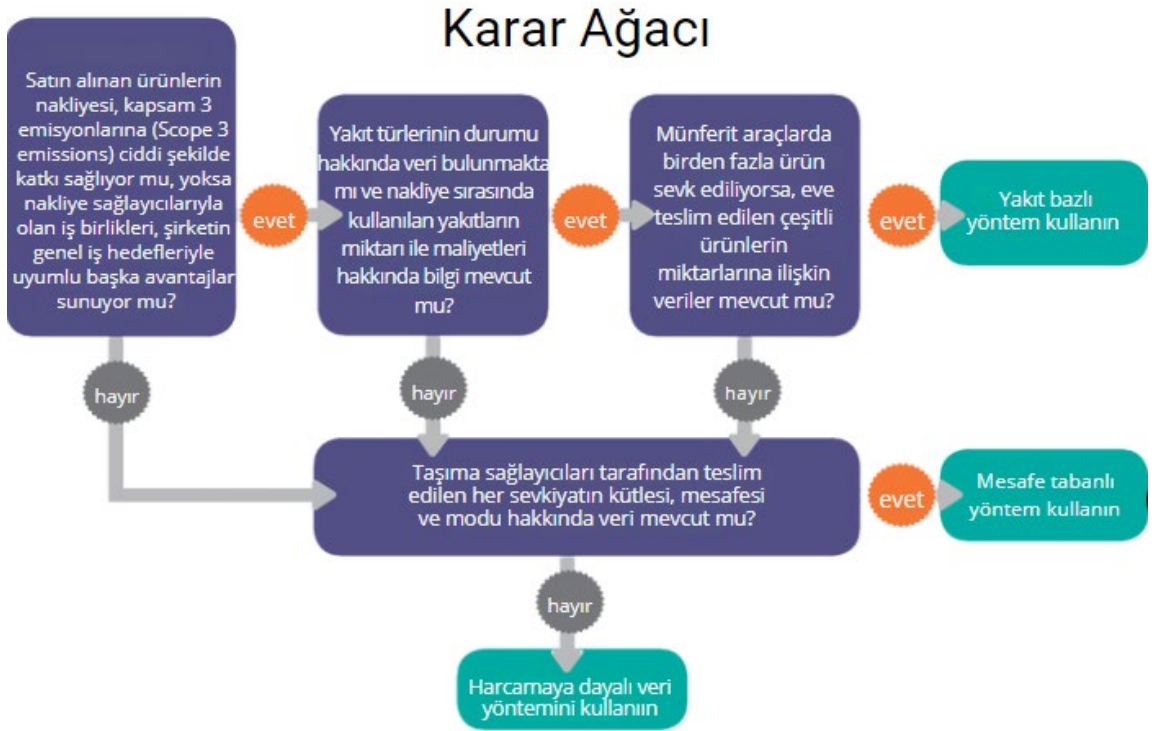 Karar Ağacı
Satın alınan ürünlerin
nakliyesi, kapsam 3
emisyonlarına (Scope 3
emissions) ciddi şekilde
katkı sağlıyor mu, yoksa
nakliye sağlayıcılarıyla
olan iş birlikleri, şirketin
genel iş hedefleriyle
uyumlu başka avantajlar
sunuyor mu?
evet
Yakıt türlerinin durumu
hakkında veri bulunmakta
mı ve nakliye sırasında
kullanılan yakıtların
miktarı ile maliyetleri
hakkında bilgi mevcut
mu?
evet
Münferit araçlarda
birden fazla ürün
sevk ediliyorsa, eve
teslim edilen çeşitli
ürünlerin
miktarlarına ilişkin
veriler mevcut mu?
evet
Yakıt bazlı
yöntem kullanın
hayır
hayır
hayır
Taşıma sağlayıcıları tarafından teslim
edilen her sevkiyatın kütlesi, mesafesi
ve modu hakkında veri mevcut mu?
evet
Mesafe tabanlı
yöntem kullanın
hayır
Harcamaya dayalı veri
yöntemini kullanıın